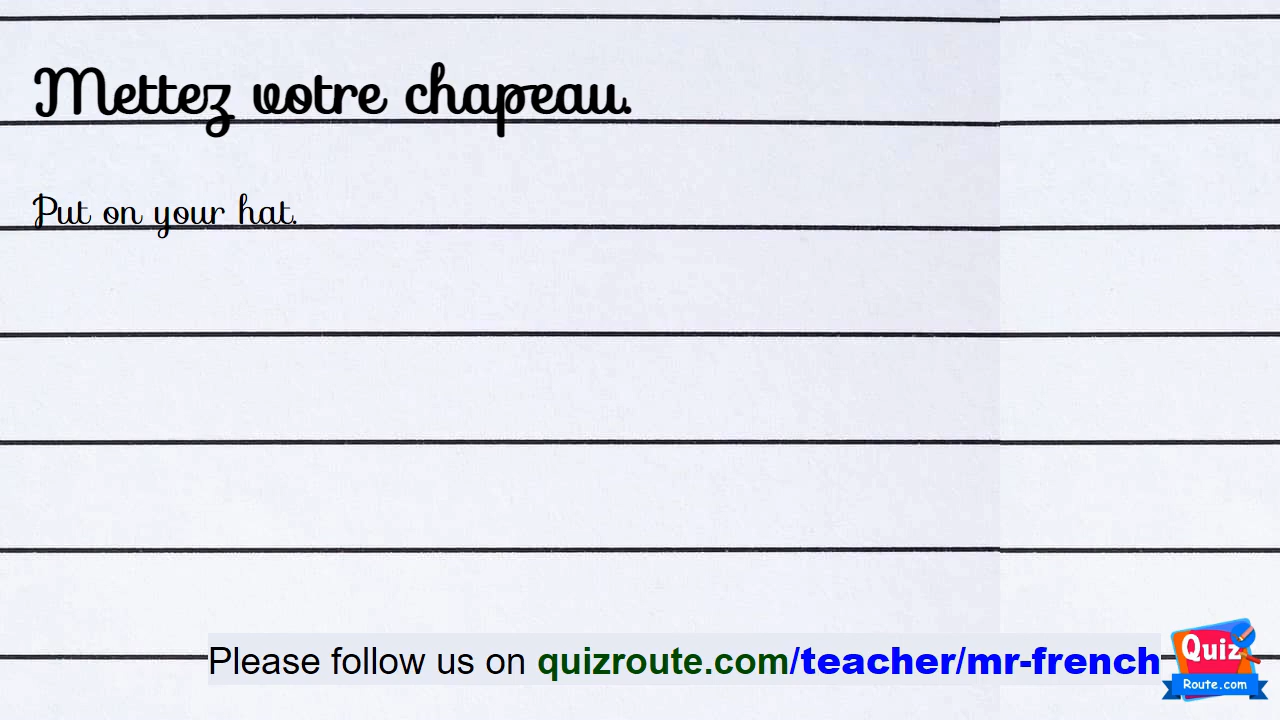 Mettez votre chapeau.
Put on your hat.
Please follow us on quizroute.com/teacher/mr-french
Quiz
Route.com